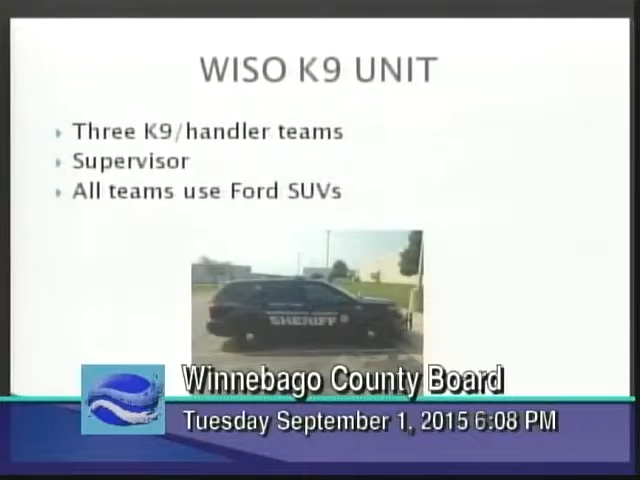 WISO K9 UNIT
Three K9/handler teams
Supervisor
All teams use Ford SUVs
SHERIFF
Winnebago County Board
Tuesday September 1, 2015 6:08 PM